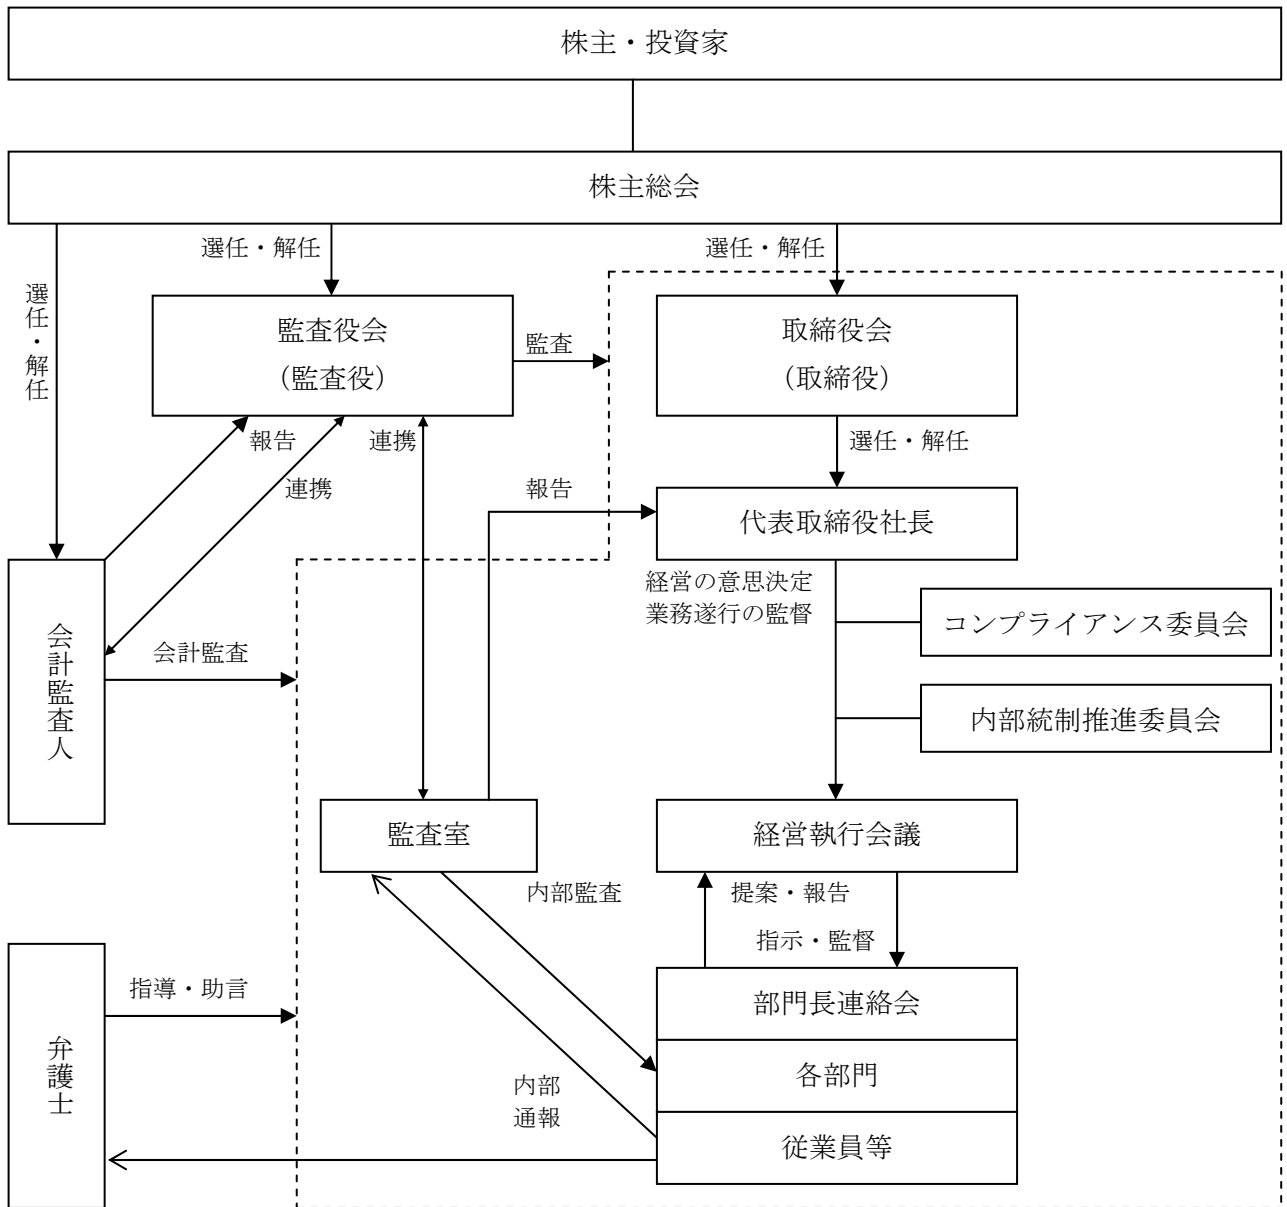 株主・投資家
株主総会
選任・解任
選任・解任
選任・解任
監査役会
（監査役）
監査
取締役会
（取締役）
報告
連携
連携
選任・解任
報告
代表取締役社長
経営の意思決定
業務遂行の監督
コンプライアンス委員会
会計監査人
会計監査
内部統制推進委員会
監査室
経営執行会議
内部監査
提案・報告
指示・監督
弁護士
指導・助言
部門長連絡会
各部門
内部
通報
従業員等